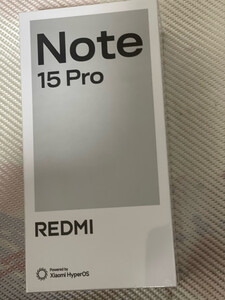 Note
15 Pro
REDMI
Powered by
Xiaomi HyperOS